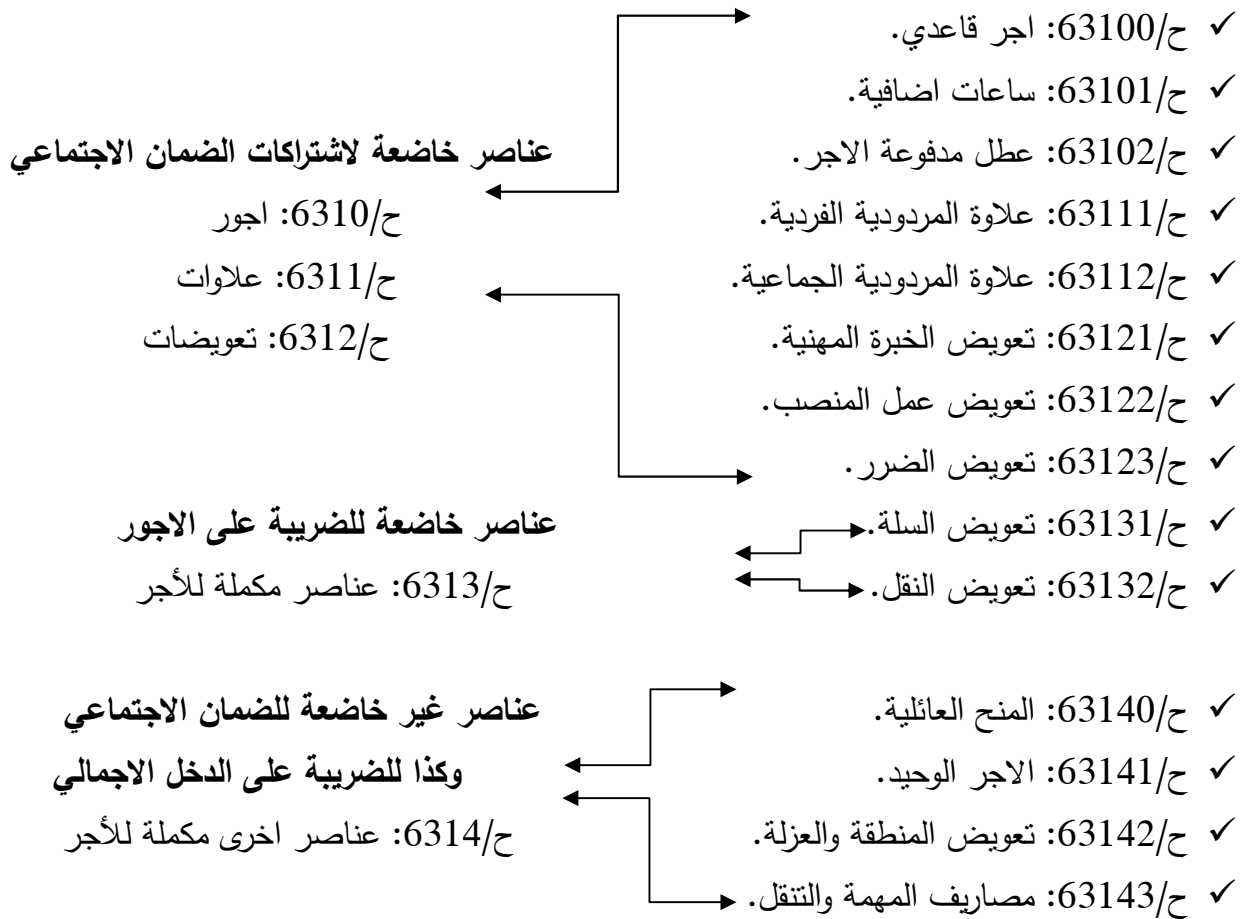 ✓ ح/63100: اجر قاعدي.
✓ ح/63101: ساعات اضافية.
✓ ح/63102: عطل مدفوعة الاجر.
✓ ح/63111: علاوة المردودية الفردية.
✓ ح/63112: علاوة المردودية الجماعية.
✓ ح/63121: تعويض الخبرة المهنية.
✓ ح/63122: تعويض عمل المنصب.
✓ ح/63123: تعويض الضرر.
عناصر خاضعة لاشتراكات الضمان الاجتماعي
ح/6310: اجور
ح/6311: علاوات
ح/6312: تعويضات
✓ ح/63131: تعويض السلة.
✓ ح/63132: تعويض النقل.
عناصر خاضعة للضريبة على الاجور
ح/6313: عناصر مكملة للأجر
✓ ح/63140: المنح العائلية.
✓ ح/63141: الاجر الوحيد.
✓ ح/63142: تعويض المنطقة والعزلة.
✓ ح/63143: مصاريف المهمة والتنقل.
عناصر غير خاضعة للضمان الاجتماعي
وكذا للضريبة على الدخل الاجمالي
ح/6314: عناصر اخرى مكملة للأجر